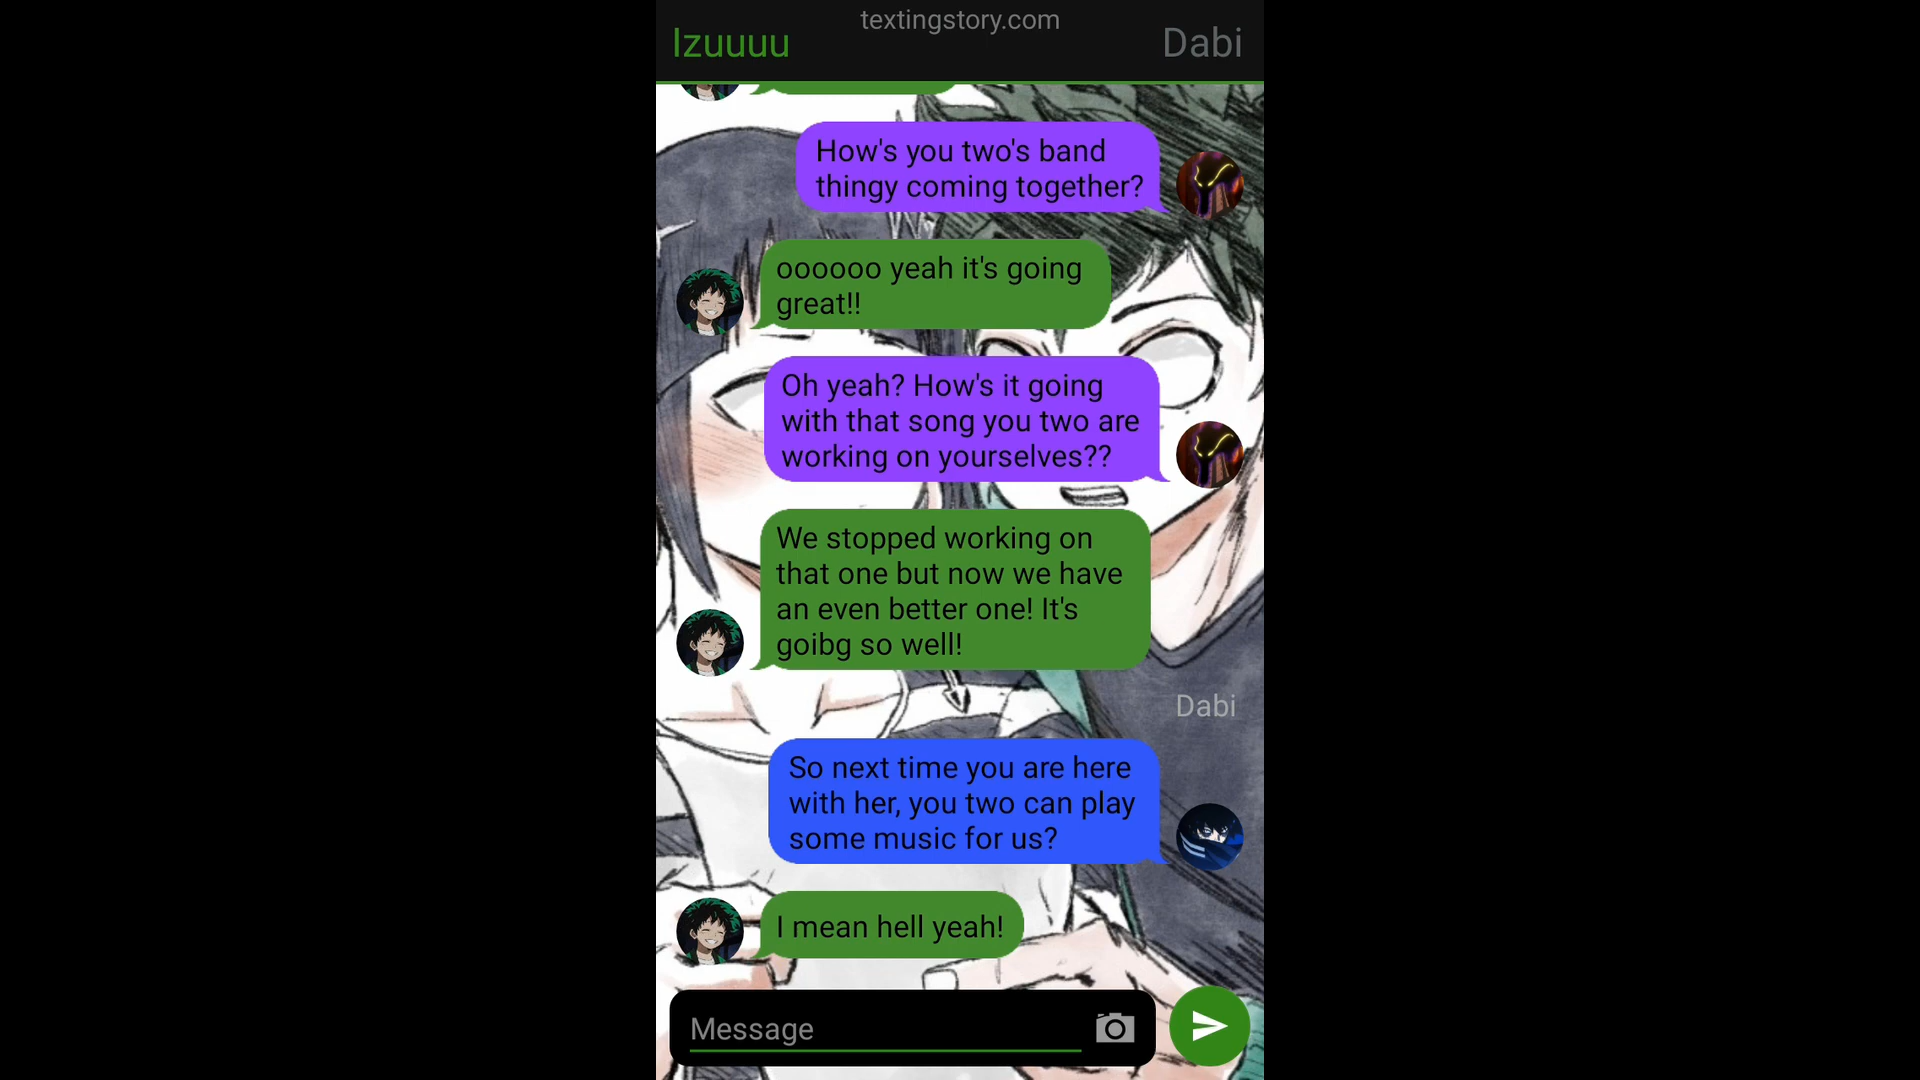 textingstory.com
Izuuuu
Dabi
How's you two's band
thingy coming together?
oooooo yeah it's going
great!!
Oh yeah? How's it going
with that song you two are
working on yourselves??
We stopped working on
that one but now we have
an even better one! It's
goibg so well!
Dabi
So next time you are here
with her, you two can play
some music for us?
I mean hell yeah!
Message